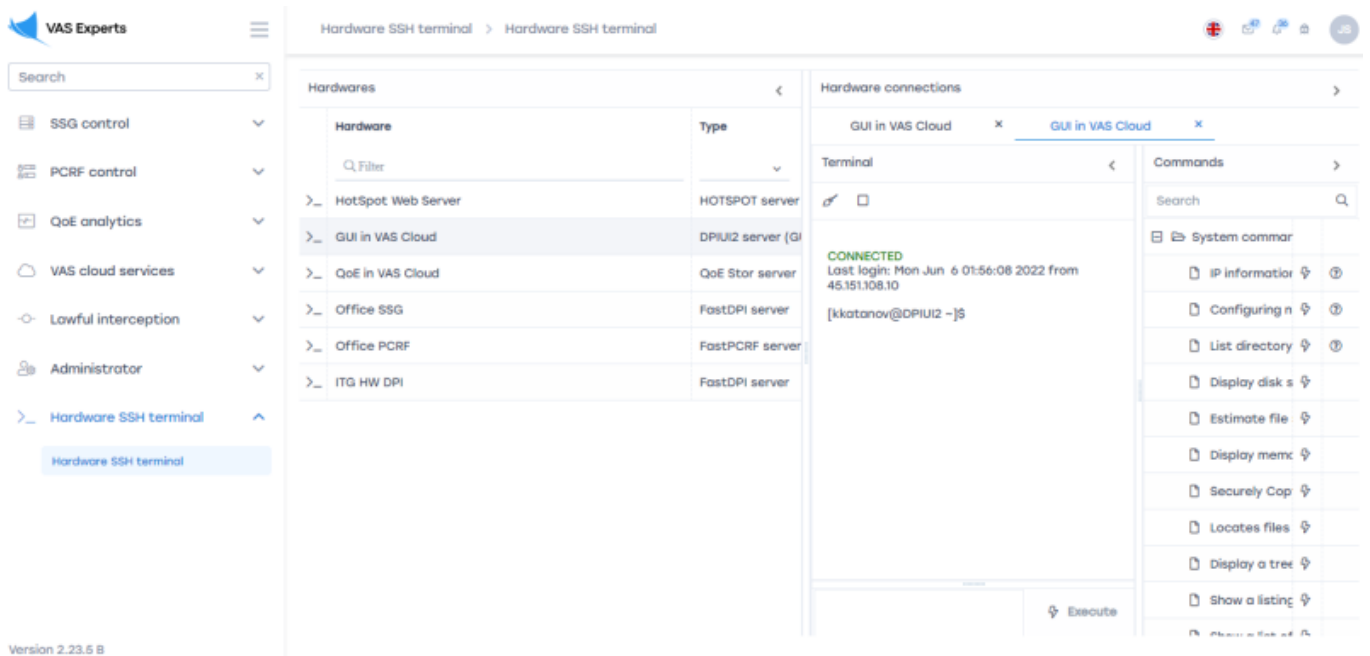 VAS Experts
Hardware SSH terminal > Hardware SSH terminal
JS
Search
SSG control
PCRF control
QoE analytics
VAS cloud services
Lawful interception
Administrator
Hardware SSH terminal
Hardware SSH terminal
Version 2.23.5 B
Hardwares
Hardware Type
Filter
HotSpot Web Server HOTSPOT server
GUI in VAS Cloud DPIUI2 server (GU
QoE in VAS Cloud QoE Stor server
Office SSG FastDPI server
Office PCRF FastPCRF server
ITG HW DPI FastDPI server
Hardware connections
GUI in VAS Cloud × GUI in VAS Cloud ×
Terminal
CONNECTED
Last login: Mon Jun 6 01:56:08 2022 from
45.151.108.10
[kkatanov@DPIUI2 ~]$
Execute
Commands
Search
System commar
IP information
Configuring n
List directory
Display disk s
Estimate file
Display memo
Securely Cop
Locates files
Display a tree
Show a listing